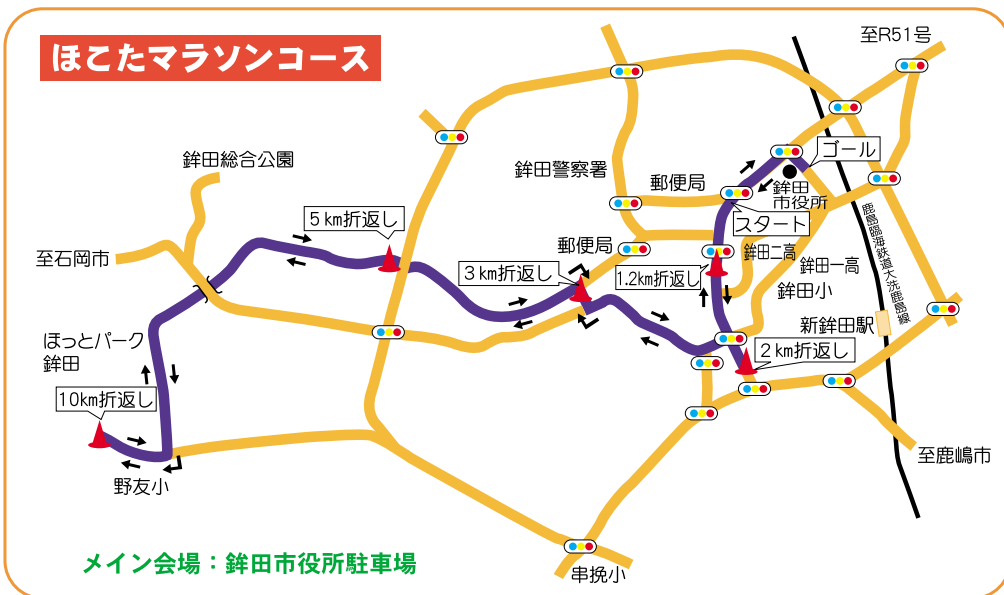 ほこたマラソンコース
至R51号
ゴール
鉾田総合公園
鉾田警察署
郵便局
鉾田
市役所
スタート
5km折返し
郵便局
鉾田二高
鹿島臨海鉄道大洗鹿島線
至石岡市
3km折返し
1.2km折返し
鉾田一高
鉾田小
新鉾田駅
ほっとパーク
鉾田
2km折返し
10km折返し
至鹿嶋市
野友小
メイン会場：鉾田市役所駐車場
串挽小